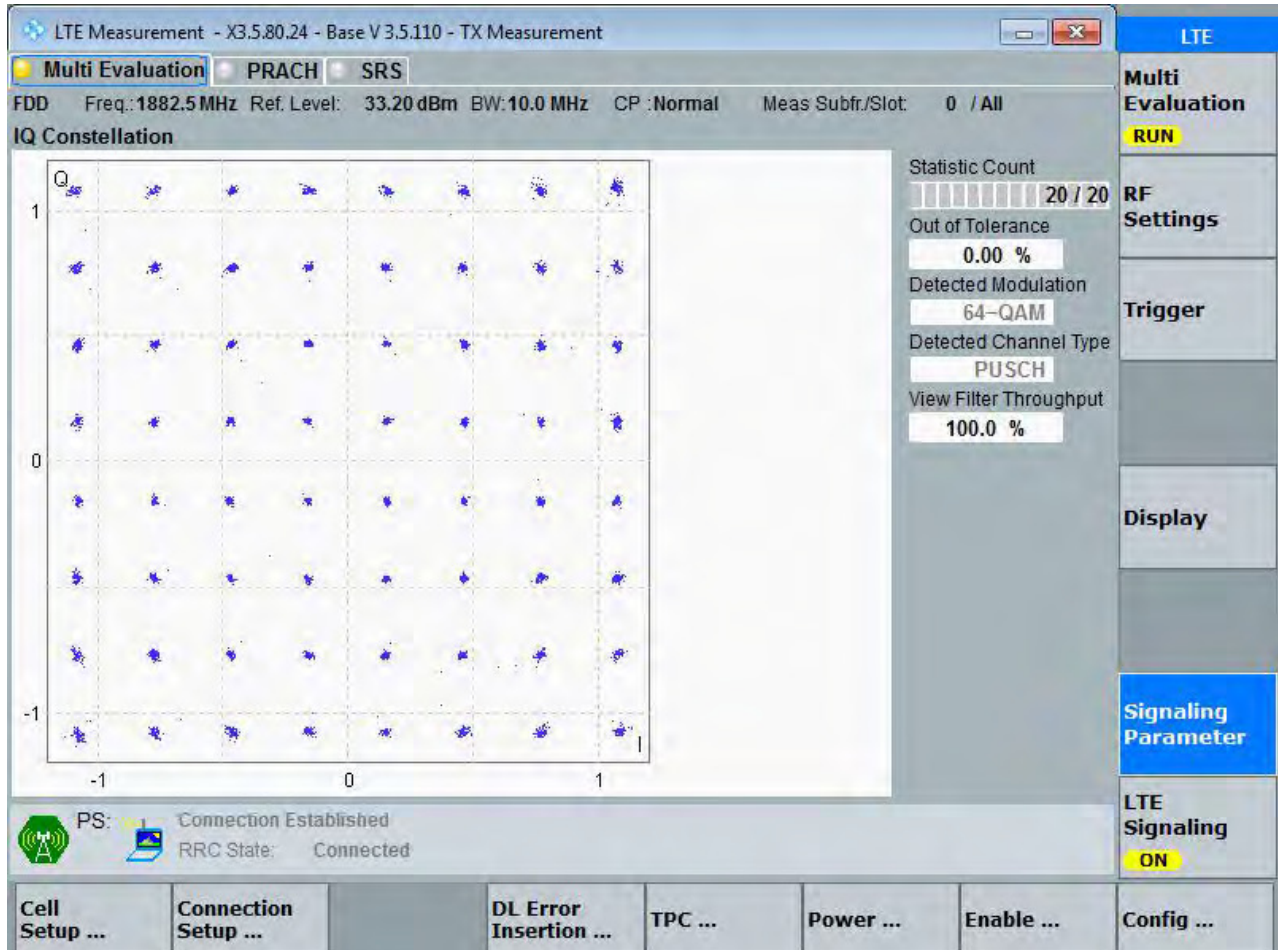 LTE Measurement - X3.5.80.24 - Base V 3.5.110 - TX Measurement
LTE
Multi Evaluation PRACH SRS
FDD Freq.: 1882.5 MHz Ref. Level: 33.20 dBm BW: 10.0 MHz CP : Normal Meas Subfr./Slot: 0 / All
IQ Constellation
Q
1
0
-1
-1 0 1
I
Statistic Count
20 / 20
Out of Tolerance
0.00 %
Detected Modulation
64-QAM
Detected Channel Type
PUSCH
View Filter Throughput
100.0 %
Multi
Evaluation
RUN
RF
Settings
Trigger
Display
Signaling
Parameter
LTE
Signaling
ON
PS: Connection Established
RRC State: Connected
Cell
Setup ...
Connection
Setup ...
DL Error
Insertion ...
TPC ...
Power ...
Enable ...
Config ...